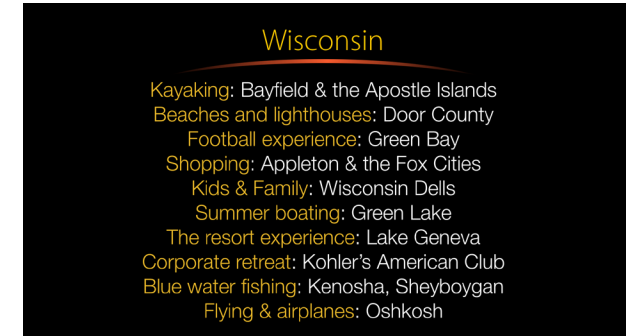 Wisconsin
Kayaking: Bayfield & the Apostle Islands
Beaches and lighthouses: Door County
Football experience: Green Bay
Shopping: Appleton & the Fox Cities
Kids & Family: Wisconsin Dells
Summer boating: Green Lake
The resort experience: Lake Geneva
Corporate retreat: Kohler's American Club
Blue water fishing: Kenosha, Sheyboygan
Flying & airplanes: Oshkosh